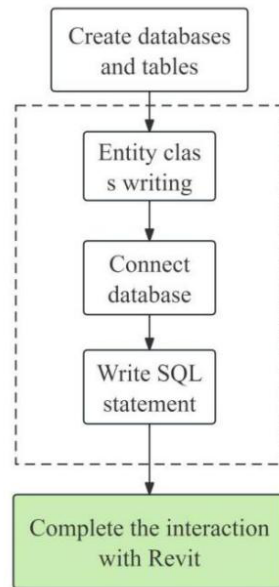 Create databases
and tables
Entity clas
s writing
Connect
database
Write SQL
statement
Complete the interaction
with Revit